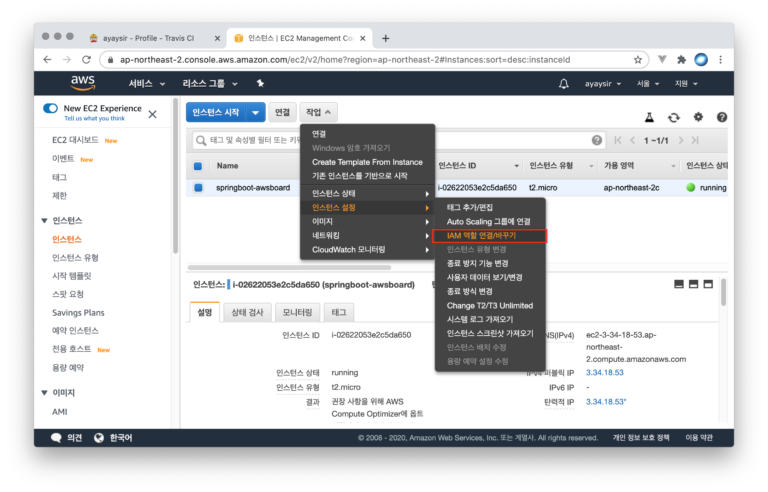 ayaysir - Profile - Travis CI
인스턴스 | EC2 Management Co
ap-northeast-2.console.aws.amazon.com/ec2/v2/home?region=ap-northeast-2#Instances:sort=desc:instanceId
aws
서비스
리소스 그룹
ayaysir
서울
지원
New EC2 Experience
Tell us what you think
EC2 대시보드 New
이벤트 New
태그
제한
인스턴스
인스턴스
인스턴스 유형
시작 템플릿
스팟 요청
Savings Plans
예약 인스턴스
전용 호스트 New
용량 예약
이미지
AMI
인스턴스 시작
연결
작업
태그 및 속성별 필터 또는 키워
1 ~1/1
Name
인스턴스 ID
인스턴스 유형
가용 영역
인스턴스 상태
springboot-awsboard
i-02622053e2c5da650
t2.micro
ap-northeast-2c
running
연결
Windows 암호 가져오기
Create Template From Instance
기존 인스턴스를 기반으로 시작
인스턴스 상태
인스턴스 설정
이미지
네트워킹
CloudWatch 모니터링
태그 추가/편집
Auto Scaling 그룹에 연결
IAM 역할 연결/바꾸기
인스턴스 유형 변경
종료 방지 기능 변경
사용자 데이터 보기/변경
종료 방식 변경
Change T2/T3 Unlimited
시스템 로그 가져오기
인스턴스 스크린샷 가져오기
인스턴스 배치 수정
용량 예약 설정 수정
인스턴스: i-02622053e2c5da650 (springboot-awsboard)
설명
상태 검사
모니터링
태그
인스턴스 ID
i-02622053e2c5da650
NS(IPv4)
ec2-3-34-18-53.ap-
northeast-
2.compute.amazonaws.com
인스턴스 상태
running
IPv4 퍼블릭 IP
3.34.18.53
인스턴스 유형
t2.micro
IPv6 IP
-
결과
권장 사항을 위해 AWS
Compute Optimizer에 옵트
탄력적 IP
3.34.18.53*
의견
한국어
© 2008 - 2020, Amazon Web Services, Inc. 또는 계열사. All rights reserved.
개인 정보 보호 정책
이용 약관